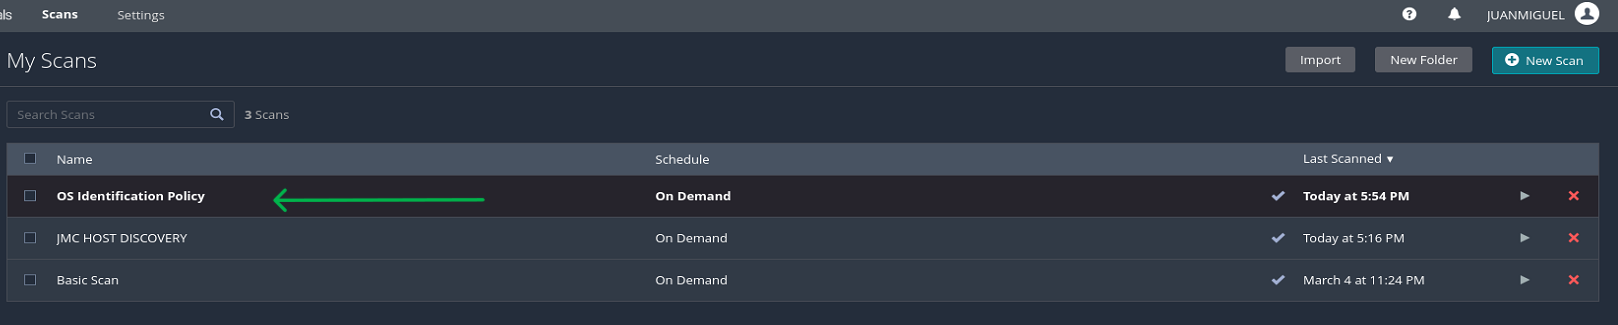 als Scans Settings JUANMIGUEL
My Scans Import New Folder New Scan
Search Scans 3 Scans
Name Schedule Last Scanned
OS Identification Policy On Demand Today at 5:54 PM
JMC HOST DISCOVERY On Demand Today at 5:16 PM
Basic Scan On Demand March 4 at 11:24 PM